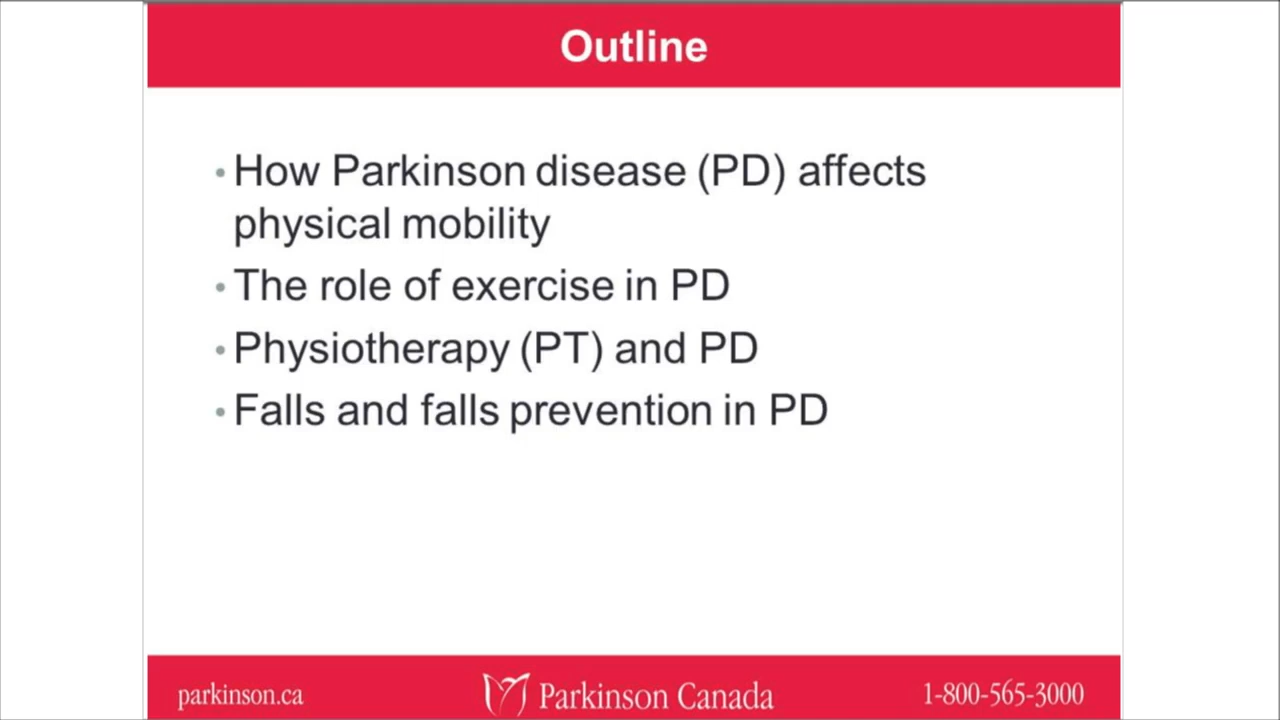 Outline
• How Parkinson disease (PD) affects
physical mobility
• The role of exercise in PD
• Physiotherapy (PT) and PD
• Falls and falls prevention in PD
parkinson.ca
Parkinson Canada
1-800-565-3000